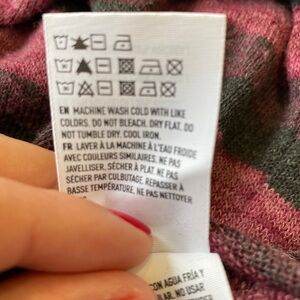 EN MACHINE WASH COLD WITH LIKE
COLORS. DO NOT BLEACH. DRY FLAT. DO
NOT TUMBLE DRY. COOL IRON.
FR LAVER À LA MACHINE À L'EAU FROIDE
AVEC COULEURS SIMILAIRES. NE PAS
JAVELLISER, SÉCHER À PLAT. NE PAS
SÉCHER PAR CULBUTAGE. REPASSER À
BASSE TEMPÉRATURE. NE PAS NETTOYER
CON AGUA FRÍA Y
NO USAR